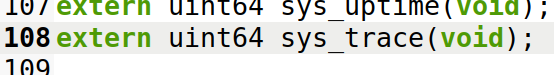 107 extern uint64 sys_uptime(void);
108 extern uint64 sys_trace(void);
109